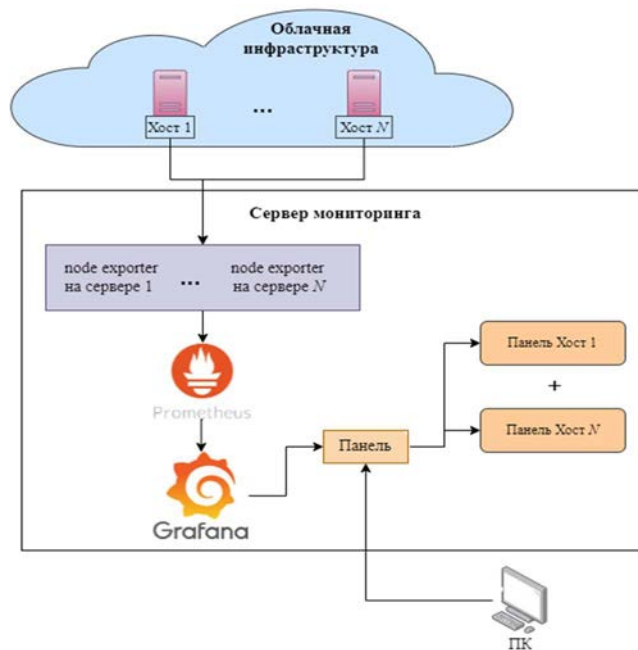 Облачная
инфраструктура
Хост 1
...
Хост N
Сервер мониторинга
node exporter
на сервере 1
...
node exporter
на сервере N
Prometheus
Grafana
Панель
Панель Хост 1
+
Панель Хост N
ПК